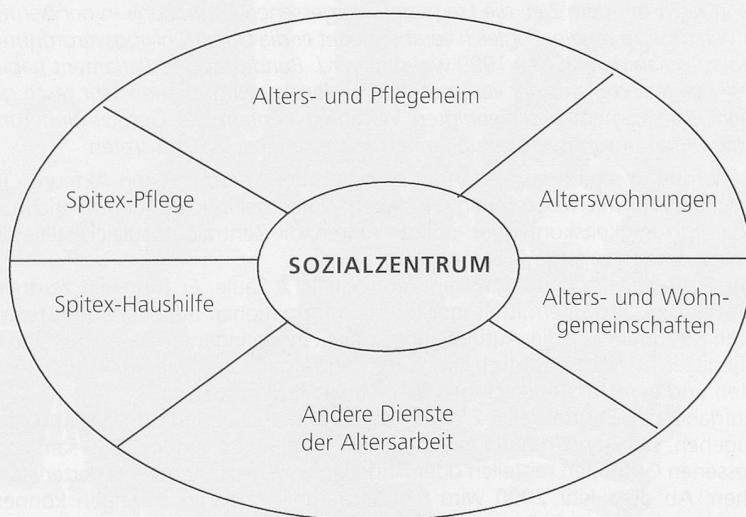 Alters- und Pflegeheim
Spitex-Pflege
Alterswohnungen
SOZIALZENTRUM
Spitex-Haushilfe
Alters- und Wohn-
gemeinschaften
Andere Dienste
der Altersarbeit